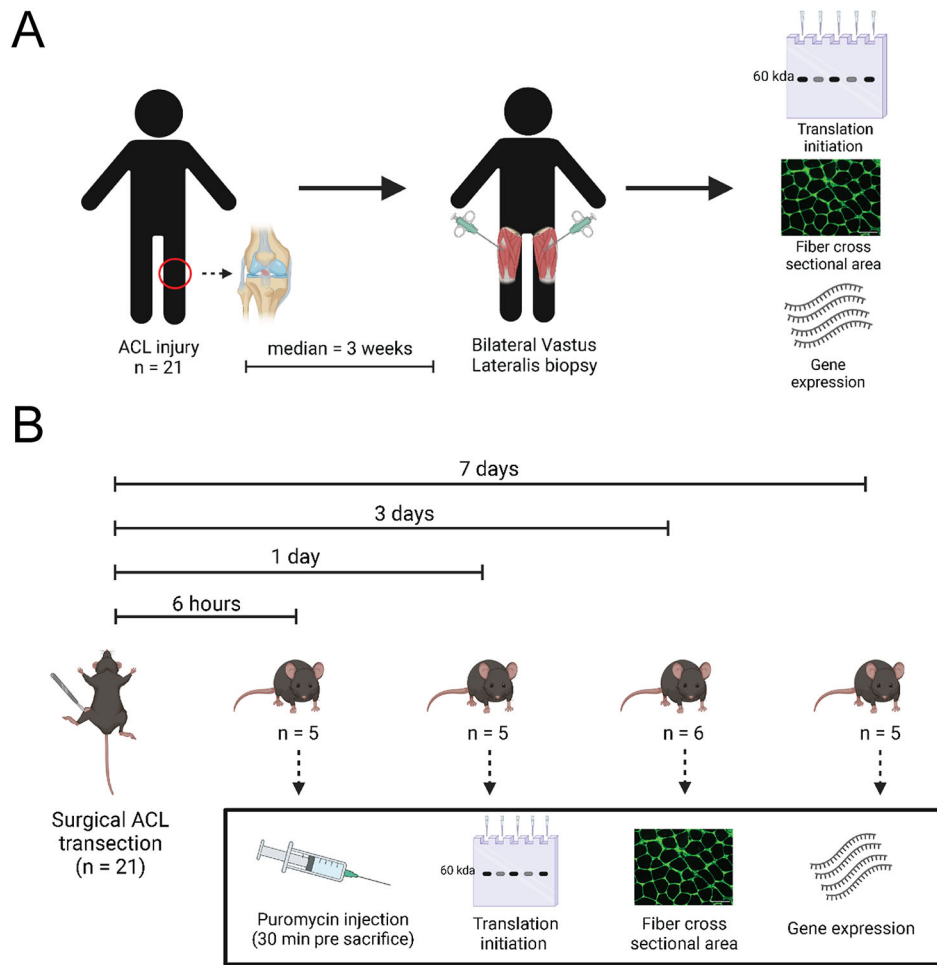 A
60 kda
Translation
initiation
Fiber cross
sectional area
ACL injury
n = 21
median = 3 weeks
Bilateral Vastus
Lateralis biopsy
Gene
expression
B
7 days
3 days
1 day
6 hours
n = 5
n = 5
n = 6
n = 5
Surgical ACL
transection
(n = 21)
60 kda
Puromycin injection
(30 min pre sacrifice)
Translation
initiation
Fiber cross
sectional area
Gene expression